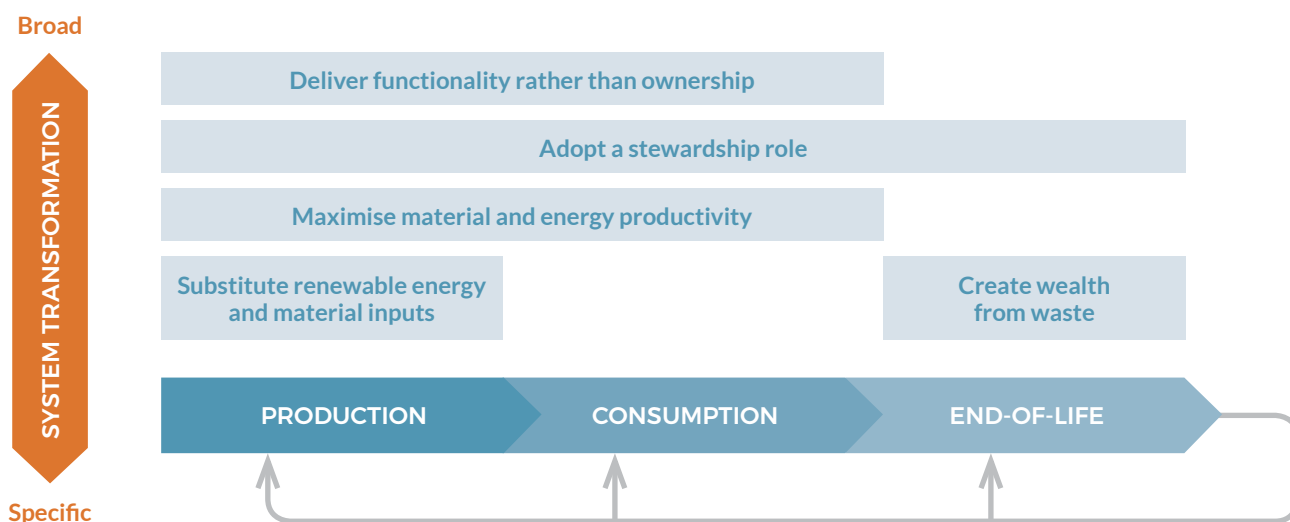 Broad
SYSTEM TRANSFORMATION
Specific
Deliver functionality rather than ownership
Adopt a stewardship role
Maximise material and energy productivity
Substitute renewable energy
and material inputs
Create wealth
from waste
PRODUCTION
CONSUMPTION
END-OF-LIFE